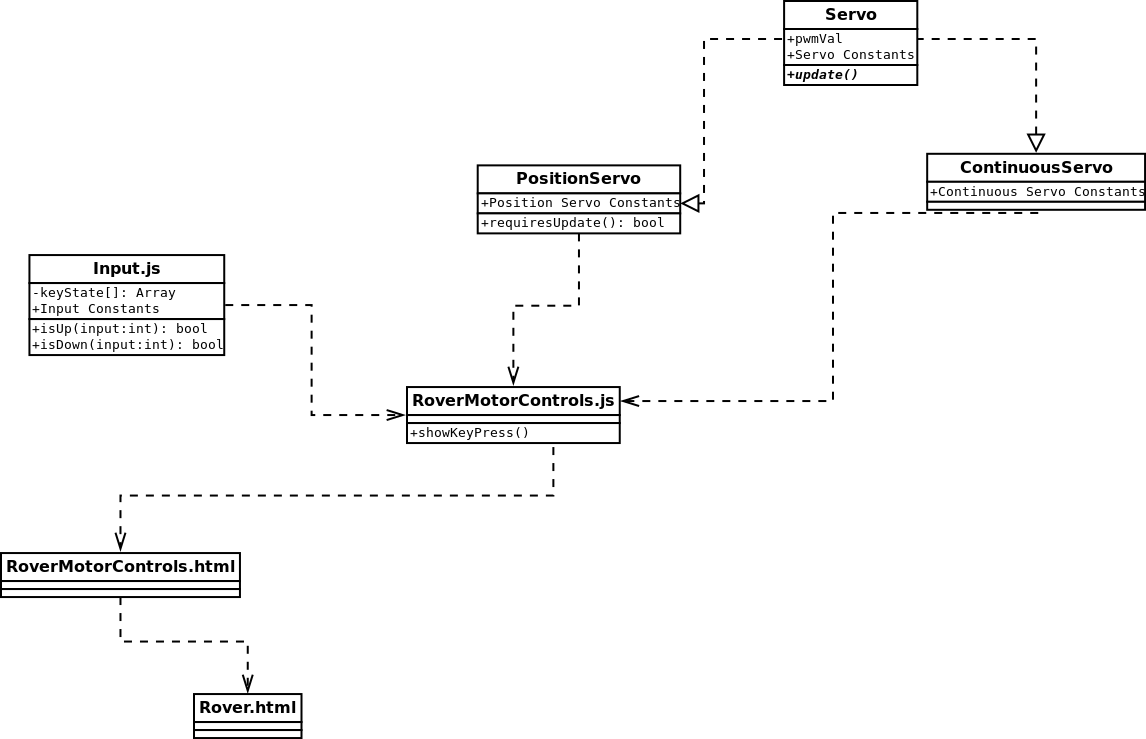 Servo
+pwmVal
+Servo Constants
+update()
PositionServo
+Position Servo Constants
+requiresUpdate(): bool
ContinuousServo
+Continuous Servo Constants
Input.js
-keyState[]: Array
+Input Constants
+isUp(input:int): bool
+isDown(input:int): bool
RoverMotorControls.js
+showKeyPress()
RoverMotorControls.html
Rover.html